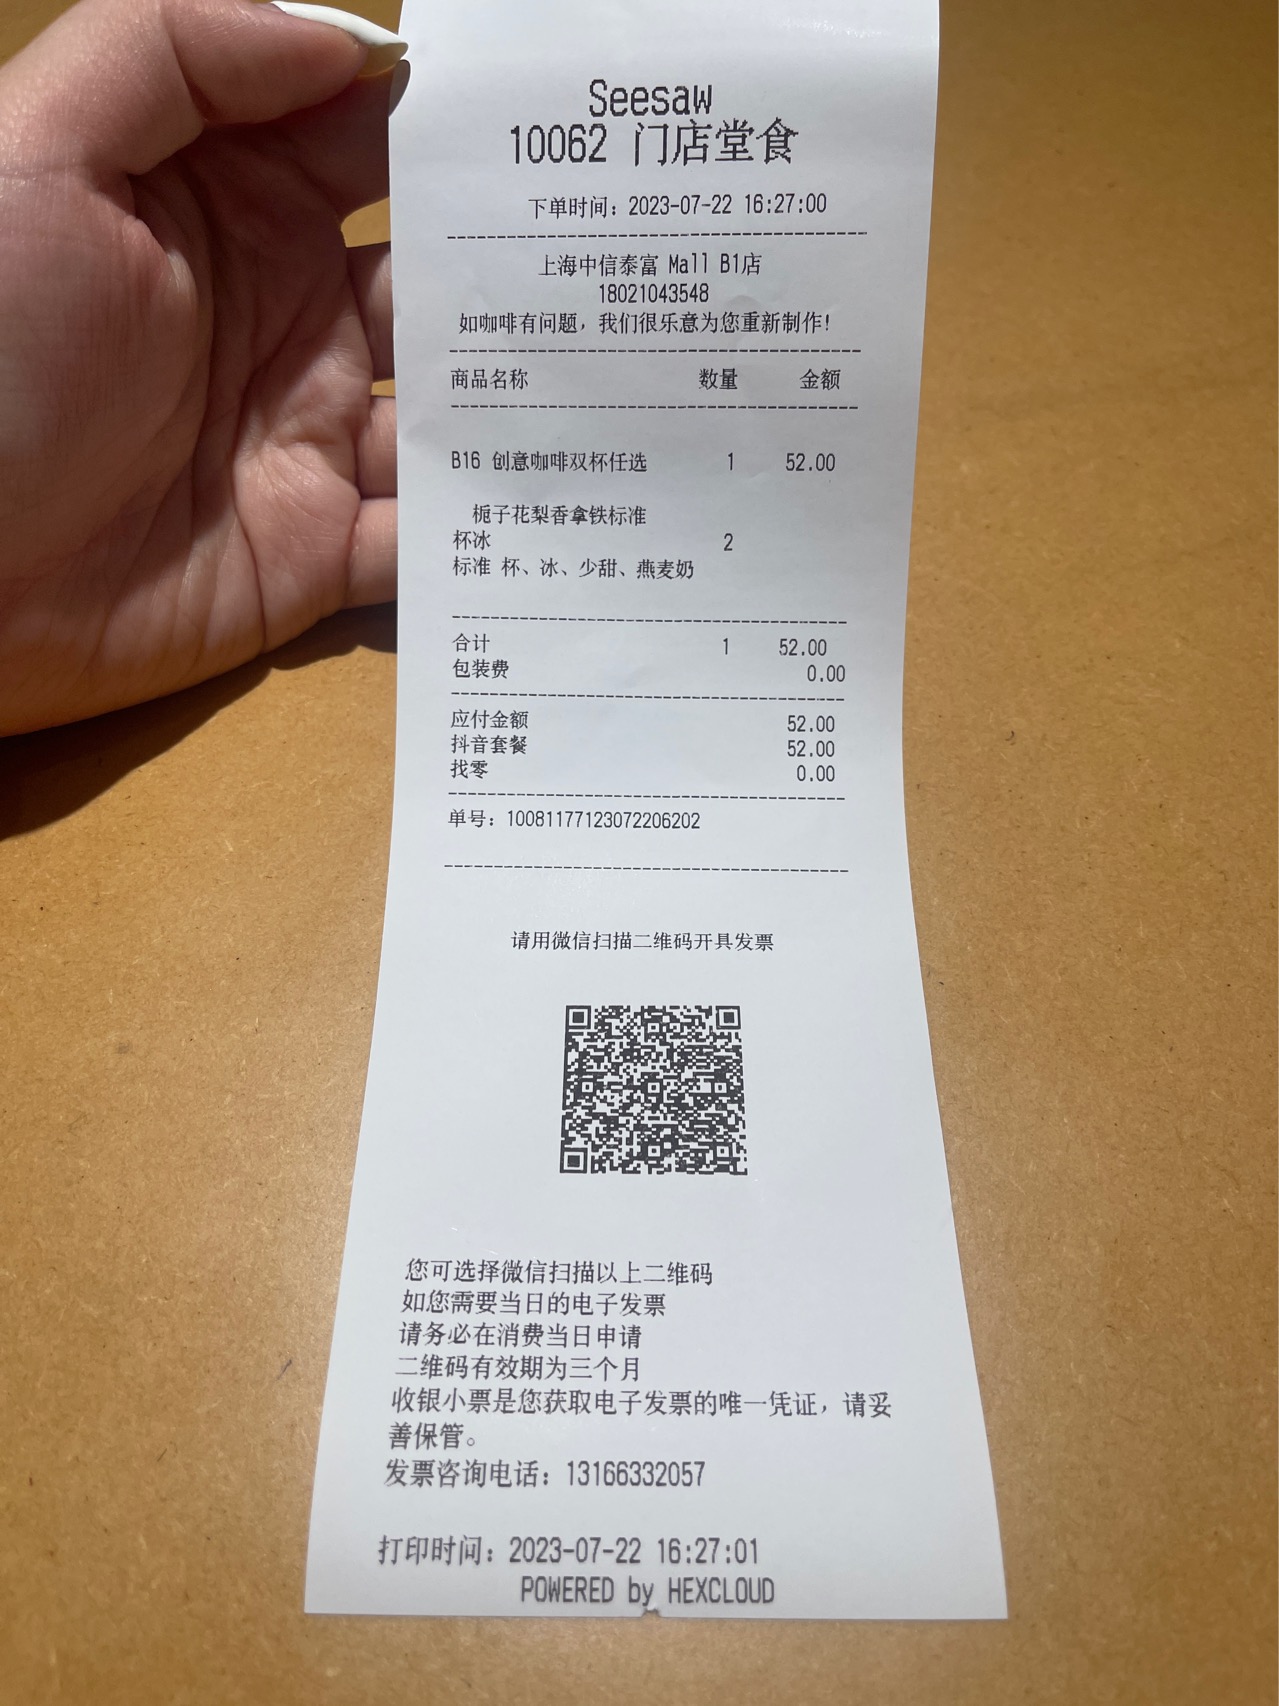 Seesaw
10062 门店堂食
下单时间：2023-07-22 16:27:00
上海中信泰富 Mall B1店
18021043548
如咖啡有问题，我们很乐意为您重新制作！
商品名称 数量 金额
B16 创意咖啡双杯任选 1 52.00
栀子花梨香拿铁标准
杯冰 2
标准 杯、冰、少甜、燕麦奶
合计 1 52.00
包装费 0.00
应付金额 52.00
抖音套餐 52.00
找零 0.00
单号：10081177123072206202
请用微信扫描二维码开具发票
您可选择微信扫描以上二维码
如您需要当日的电子发票
请务必在消费当日申请
二维码有效期为三个月
收银小票是您获取电子发票的唯一凭证，请妥
善保管。
发票咨询电话：13166332057
打印时间：2023-07-22 16:27:01
POWERED by HEXCLOUD